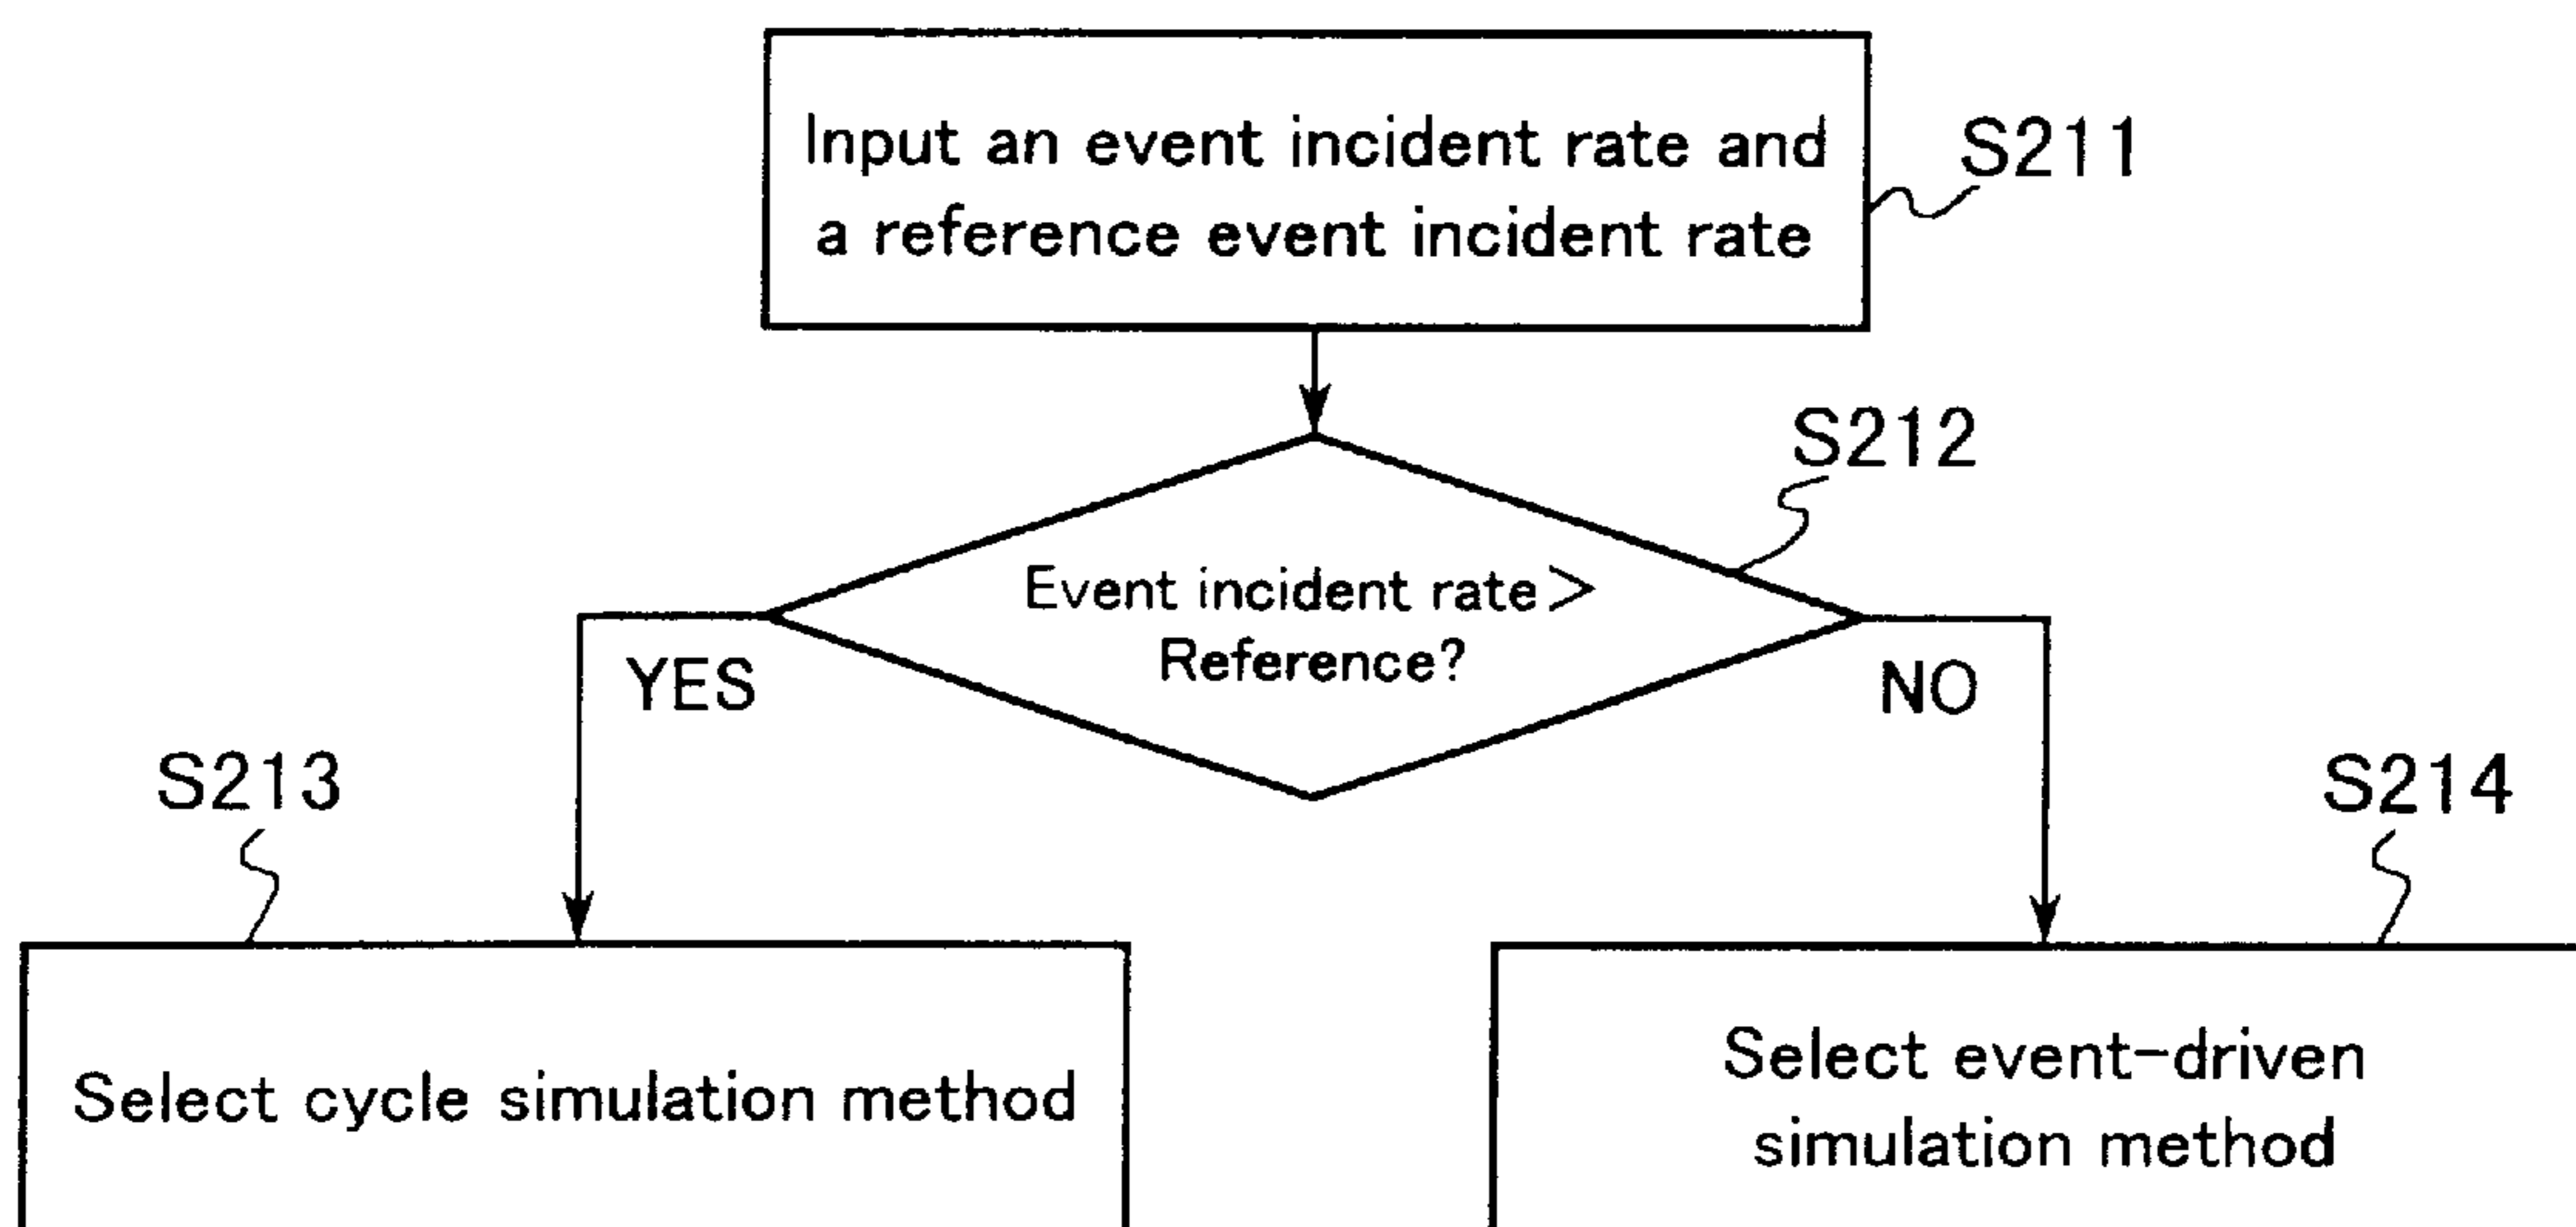 Input an event incident rate and
a reference event incident rate
S211
S212
Event incident rate >
Reference?
YES
NO
S213
S214
Select cycle simulation method
Select event-driven
simulation method